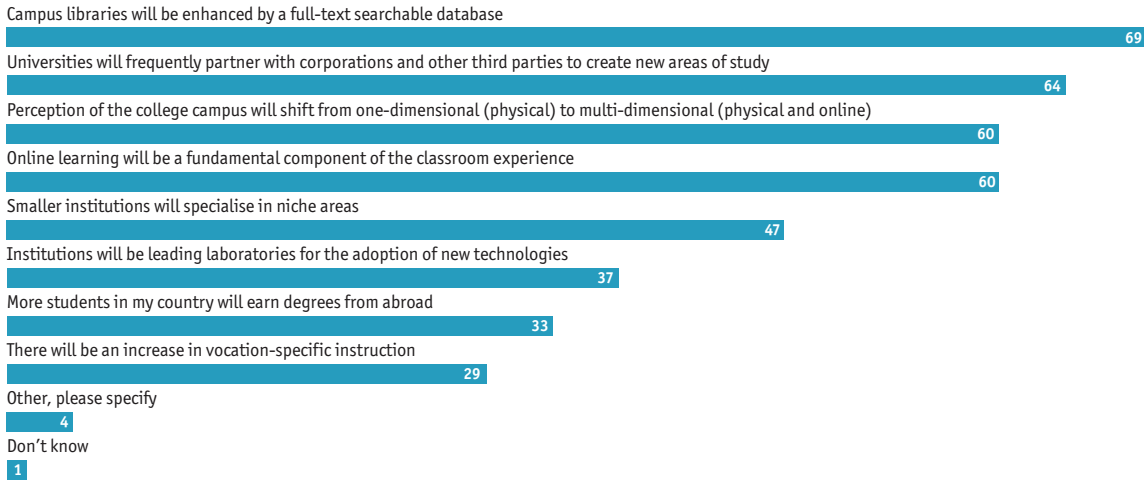 Campus libraries will be enhanced by a full-text searchable database
69
Universities will frequently partner with corporations and other third parties to create new areas of study
64
Perception of the college campus will shift from one-dimensional (physical) to multi-dimensional (physical and online)
60
Online learning will be a fundamental component of the classroom experience
60
Smaller institutions will specialise in niche areas
47
Institutions will be leading laboratories for the adoption of new technologies
37
More students in my country will earn degrees from abroad
33
There will be an increase in vocation-specific instruction
29
Other, please specify
4
Don’t know
1